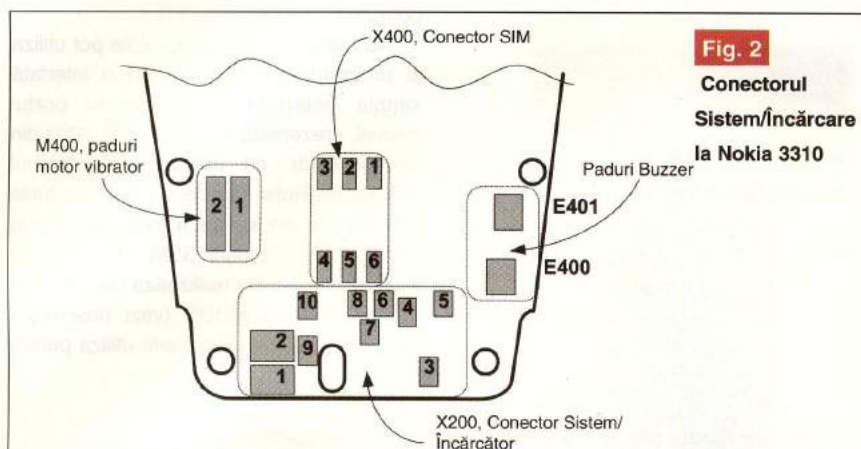 X400, Conector SIM
M400, paduri
motor vibrator
3 2 1
2 1
4 5 6
Paduri Buzzer
E401
E400
10 8 6 4 5
7
2 9
1 3
X200, Conector Sistem/
Încărcător
Fig. 2
Conectorul
Sistem/Încărcare
la Nokia 3310